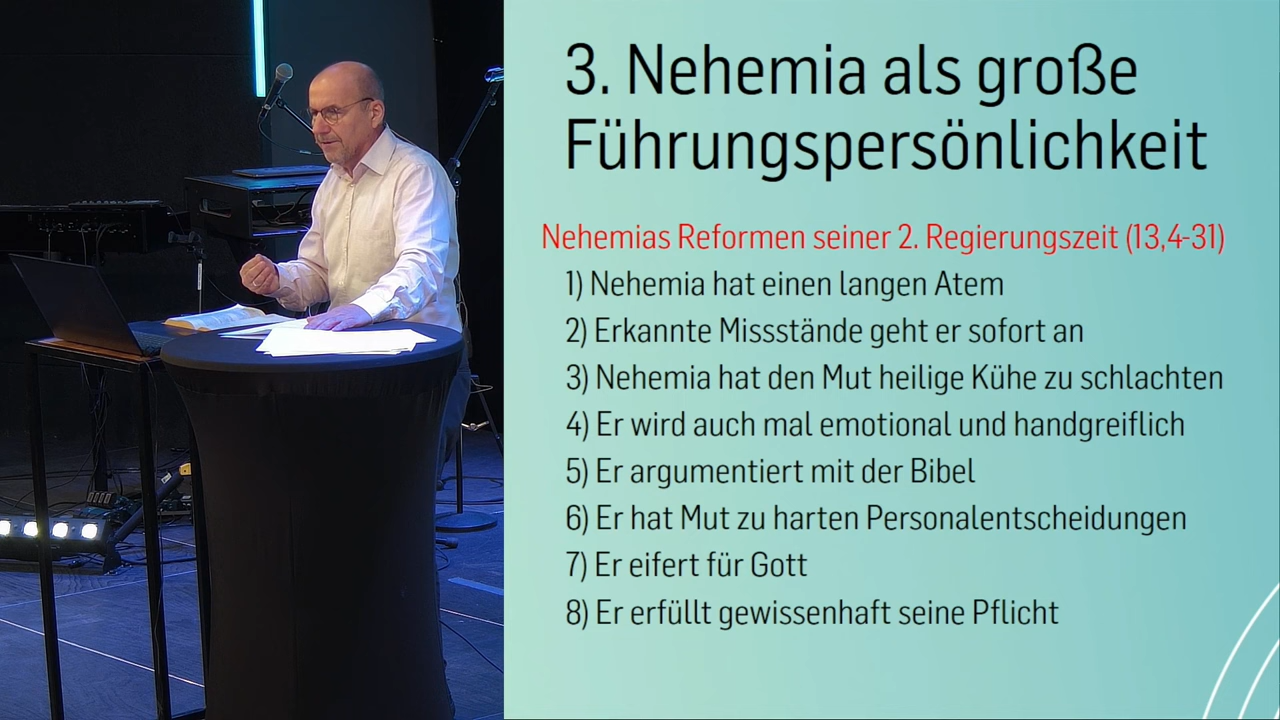 3. Nehemia als große
Führungspersönlichkeit
Nehemias Reformen seiner 2. Regierungszeit (13,4-31)
1) Nehemia hat einen langen Atem
2) Erkannte Missstände geht er sofort an
3) Nehemia hat den Mut heilige Kühe zu schlachten
4) Er wird auch mal emotional und handgreiflich
5) Er argumentiert mit der Bibel
6) Er hat Mut zu harten Personalentscheidungen
7) Er eifert für Gott
8) Er erfüllt gewissenhaft seine Pflicht